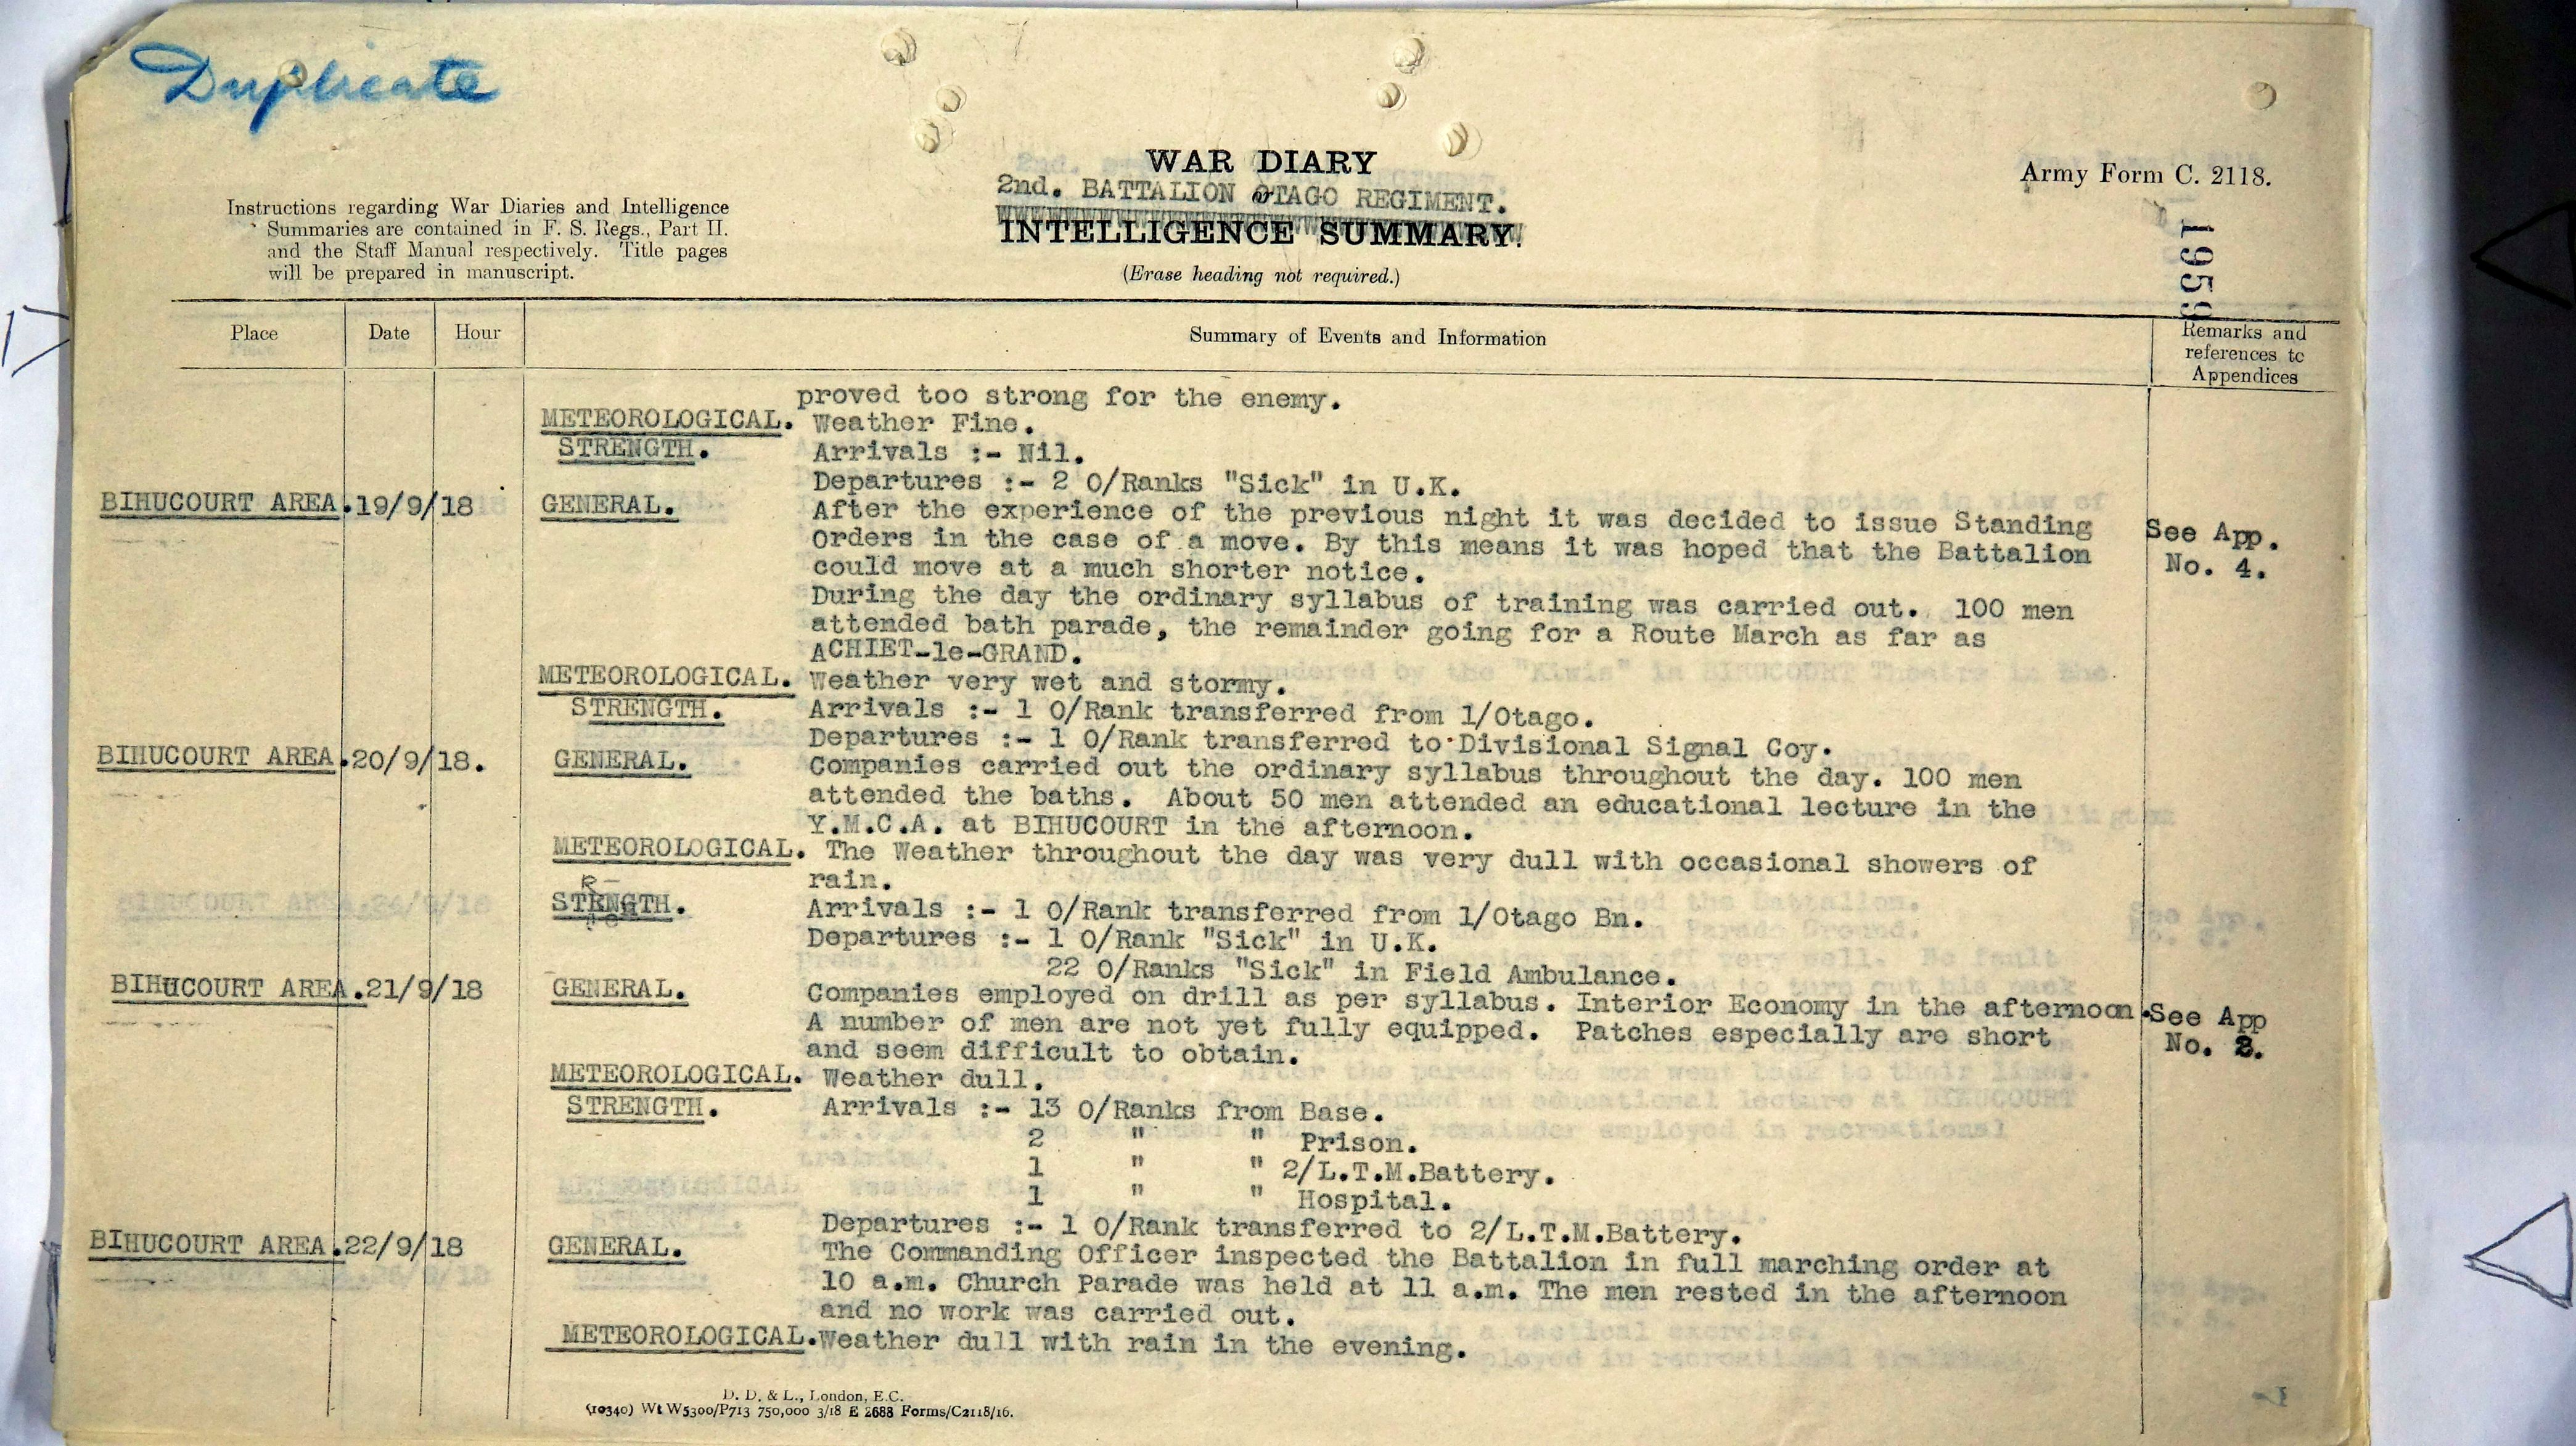 Duplicate
WAR DIARY
2nd. BATTALION OTAGO REGIMENT.
INTELLIGENCE SUMMARY.
(Erase heading not required.)
Army Form C. 2118.
1959
Instructions regarding War Diaries and Intelligence
Summaries are contained in F. S. Regs., Part II.
and the Staff Manual respectively. Title pages
will be prepared in manuscript.
Place Date Hour Summary of Events and Information Remarks and
references to
Appendices
proved too strong for the enemy.
METEOROLOGICAL. Weather Fine.
STRENGTH. Arrivals :- Nil.
Departures :- 2 O/Ranks "Sick" in U.K.
BIHUCOURT AREA. 19/9/18 GENERAL. After the experience of the previous night it was decided to issue Standing See App.
Orders in the case of a move. By this means it was hoped that the Battalion No. 4.
could move at a much shorter notice.
During the day the ordinary syllabus of training was carried out. 100 men
attended bath parade, the remainder going for a Route March as far as
ACHIET-le-GRAND.
METEOROLOGICAL. Weather very wet and stormy.
STRENGTH. Arrivals :- 1 O/Rank transferred from 1/Otago.
Departures :- 1 O/Rank transferred to Divisional Signal Coy.
BIHUCOURT AREA. 20/9/18. GENERAL. Companies carried out the ordinary syllabus throughout the day. 100 men
attended the baths. About 50 men attended an educational lecture in the
Y.M.C.A. at BIHUCOURT in the afternoon.
METEOROLOGICAL. The Weather throughout the day was very dull with occasional showers of
rain.
STRENGTH. Arrivals :- 1 O/Rank transferred from 1/Otago Bn.
Departures :- 1 O/Rank "Sick" in U.K.
22 O/Ranks "Sick" in Field Ambulance.
BIHUCOURT AREA. 21/9/18 GENERAL. Companies employed on drill as per syllabus. Interior Economy in the afternoon. See App
A number of men are not yet fully equipped. Patches especially are short No.
and seem difficult to obtain.
METEOROLOGICAL. Weather dull.
STRENGTH. Arrivals :- 13 O/Ranks from Base.
2 " " Prison.
1 " " 2/L.T.M.Battery.
1 " " Hospital.
Departures :- 1 O/Rank transferred to 2/L.T.M.Battery.
BIHUCOURT AREA. 22/9/18 GENERAL. The Commanding Officer inspected the Battalion in full marching order at
10 a.m. Church Parade was held at 11 a.m. The men rested in the afternoon
and no work was carried out.
METEOROLOGICAL. Weather dull with rain in the evening.
D. D. & L., London, E.C.
(10340) Wt W5300/P713 750,000 3/18 E 2688 Forms/C2118/16.